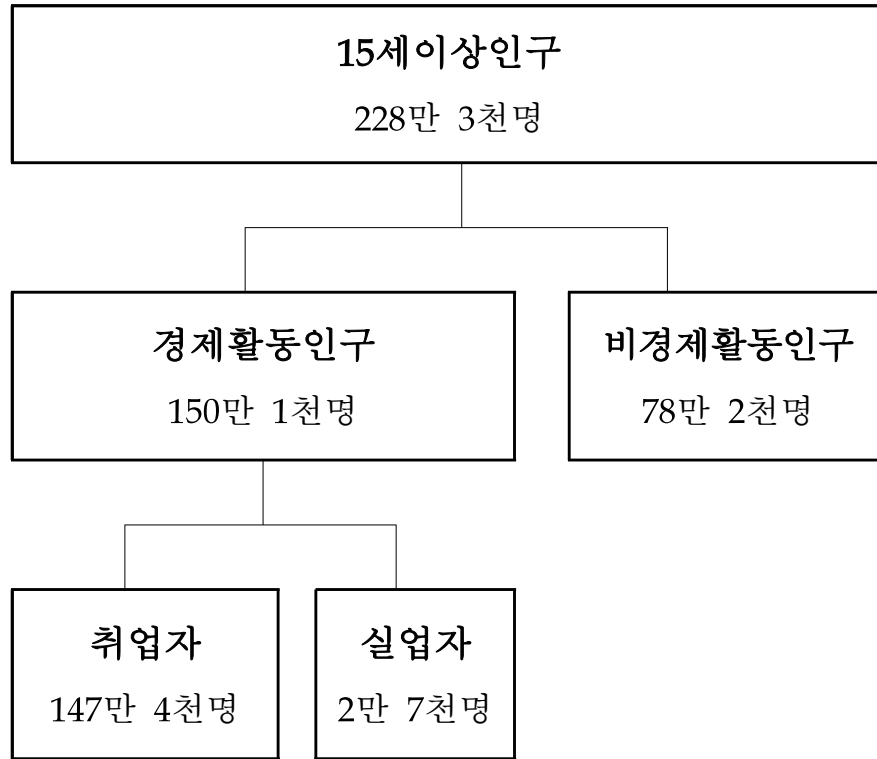 15세이상인구
228만 3천명
경제활동인구
150만 1천명
비경제활동인구
78만 2천명
취업자
147만 4천명
실업자
2만 7천명